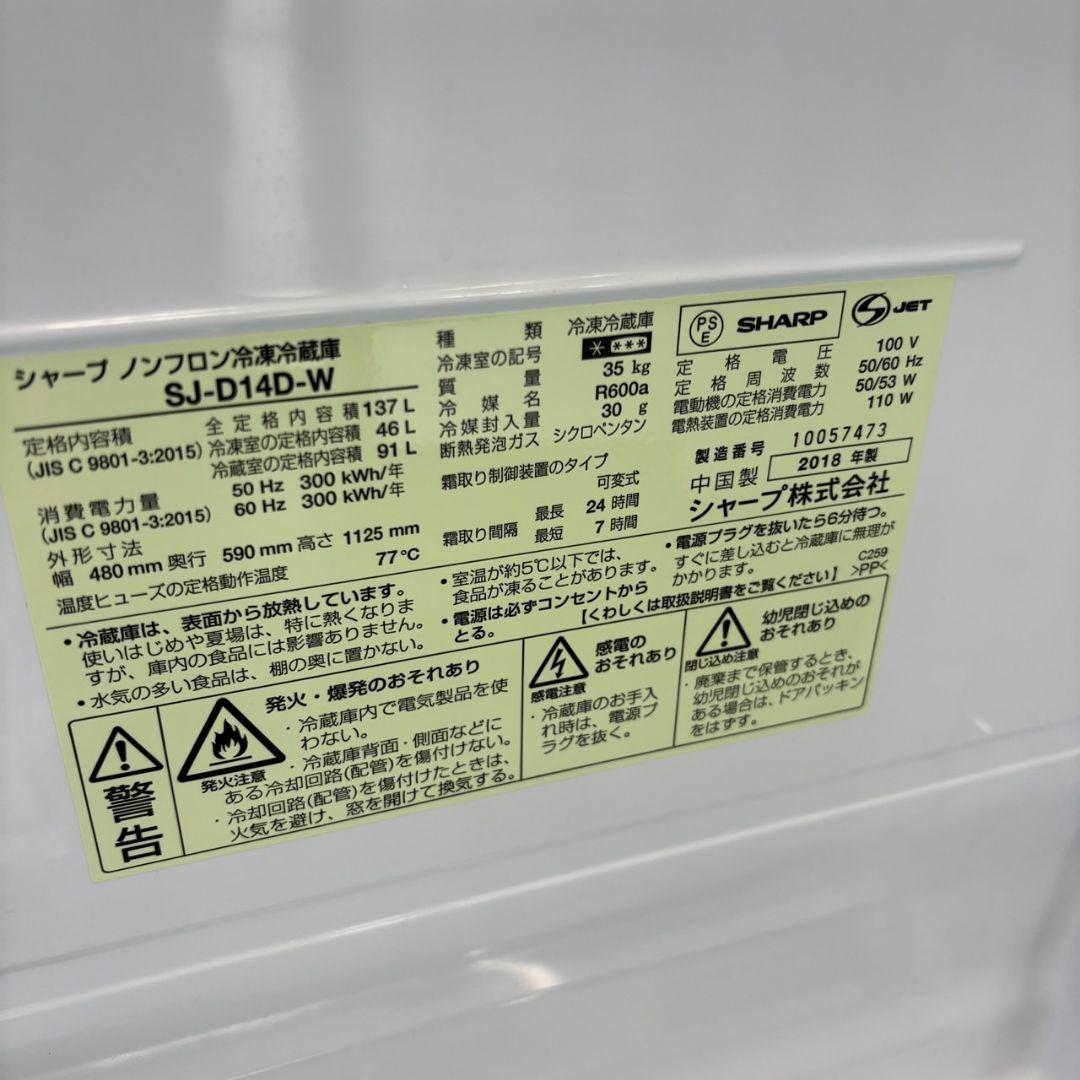 シャープ ノンフロン冷凍冷蔵庫
SJ-D14D-W
定格内容積
(JIS C 9801-3:2015)
全定格内容積 137 L
冷凍室の定格内容積 46 L
冷蔵室の定格内容積 91 L
消費電力量
(JIS C 9801-3:2015)
50 Hz 300 kWh/年
60 Hz 300 kWh/年
外形寸法
幅 480 mm 奥行 590 mm 高さ 1125 mm
温度ヒューズの定格動作温度 77℃
種類 冷凍冷蔵庫
冷凍室の記号 * ***
質量 35 kg
冷媒名 R600a
冷媒封入量 30 g
断熱発泡ガス シクロペンタン
霜取り制御装置のタイプ
可変式
霜取り間隔 最長 24 時間
最短 7 時間
PS
E
SHARP
S JET
定格電圧 100 V
定格周波数 50/60 Hz
電動機の定格消費電力 50/53 W
電熱装置の定格消費電力 110 W
製造番号 10057473
中国製 2018 年製
シャープ株式会社
・冷蔵庫は、表面から放熱しています。
使いはじめや夏場は、特に熱くなりま
すが、庫内の食品には影響ありません。
・水気の多い食品は、棚の奥に置かない。
・室温が約5℃以下では、
食品が凍ることがあります。
・電源は必ずコンセントから
とる。
・電源プラグを抜いたら6分待つ。
すぐに差し込むと冷蔵庫に無理が
かかります。
C259
【くわしくは取扱説明書をご覧ください】 >PP<
警告
発火注意
発火・爆発のおそれあり
・冷蔵庫内で電気製品を使
わない。
・冷蔵庫背面・側面などに
ある冷却回路(配管)を傷付けない。
・冷却回路(配管)を傷付けたときは、
火気を避け、窓を開けて換気する。
感電注意
感電の
おそれあり
・冷蔵庫のお手入
れ時は、電源プ
ラグを抜く。
閉じ込め注意
幼児閉じ込めの
おそれあり
・廃棄まで保管するとき、
幼児閉じ込めのおそれが
ある場合は、ドアパッキン
をはずす。